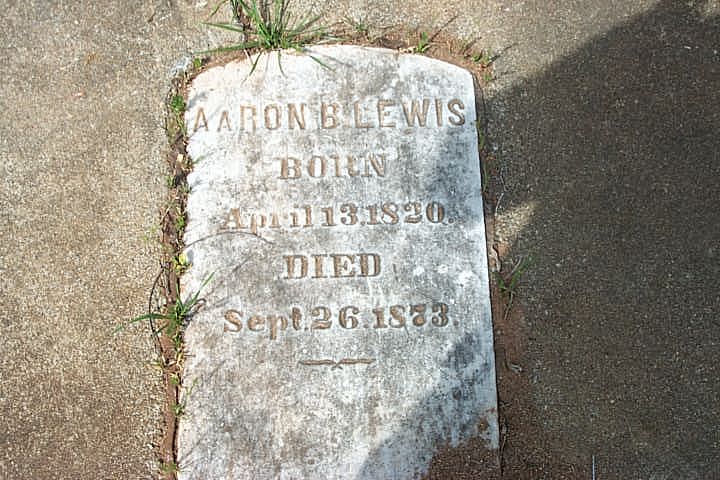 AARON B. LEWIS.
BORN
April 13. 1820.
DIED
Sept. 26. 1873.